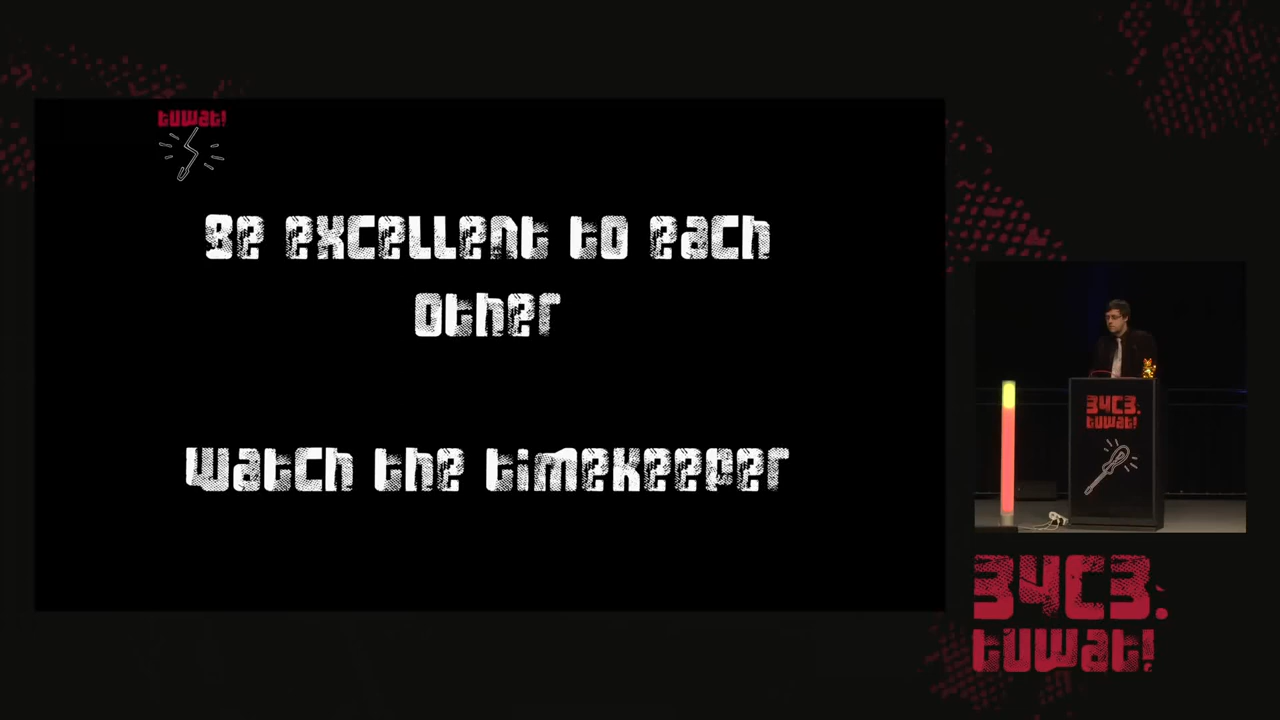 tuwat!
Be excellent to each
other
Watch the timekeeper
34C3.
tuwat!
34C3.
tuwat!